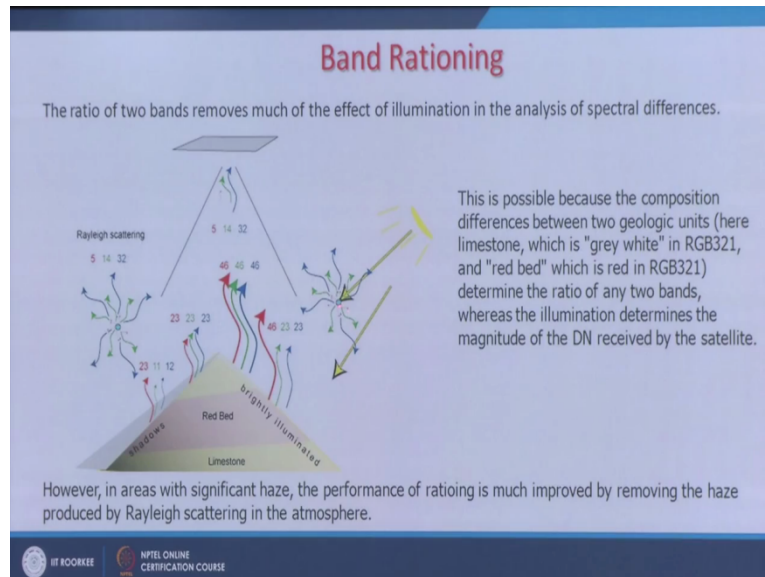 Band Rationing
The ratio of two bands removes much of the effect of illumination in the analysis of spectral differences.
Rayleigh scattering
5 14 32
5 14 32
46 46 46
23 23 23
46 23 23
23 11 12
shadows
Red Bed
brightly illuminated
Limestone
This is possible because the composition
differences between two geologic units (here
limestone, which is "grey white" in RGB321,
and "red bed" which is red in RGB321)
determine the ratio of any two bands,
whereas the illumination determines the
magnitude of the DN received by the satellite.
However, in areas with significant haze, the performance of ratioing is much improved by removing the haze
produced by Rayleigh scattering in the atmosphere.
IIT ROORKEE
NPTEL ONLINE
CERTIFICATION COURSE